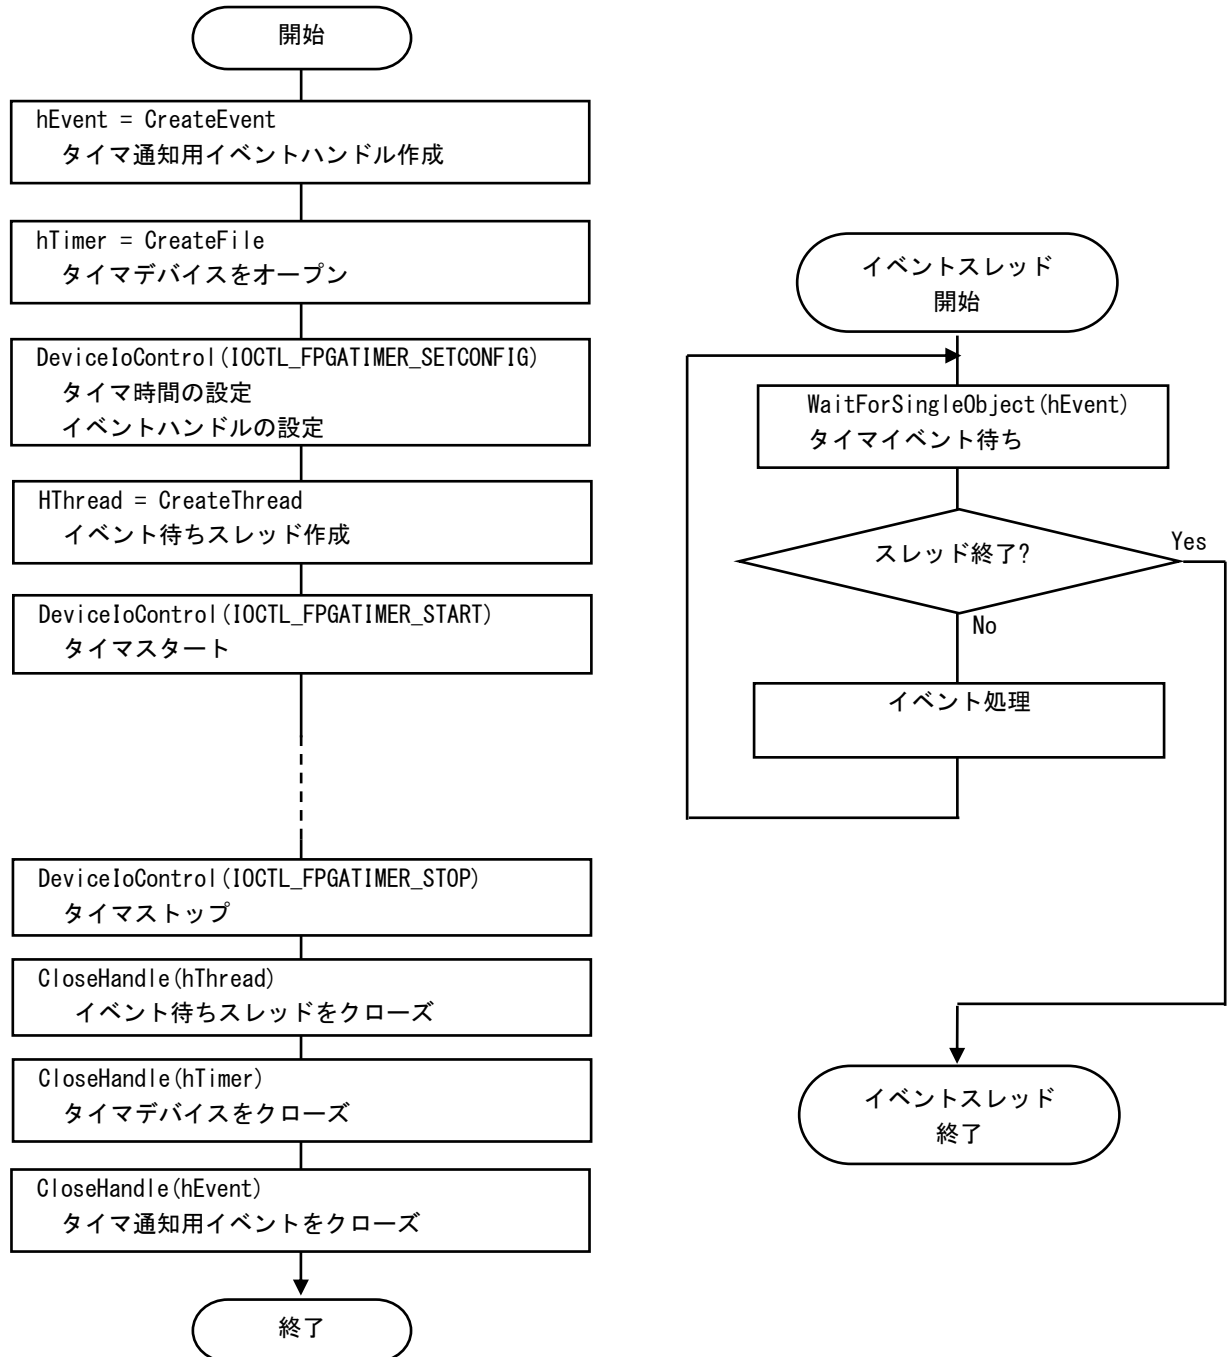 開始
hEvent = CreateEvent
タイマ通知用イベントハンドル作成
hTimer = CreateFile
タイマデバイスをオープン
DeviceIoControl(IOCTL_FPGATIMER_SETCONFIG)
タイマ時間の設定
イベントハンドルの設定
HThread = CreateThread
イベント待ちスレッド作成
DeviceIoControl(IOCTL_FPGATIMER_START)
タイマスタート
DeviceIoControl(IOCTL_FPGATIMER_STOP)
タイマストップ
CloseHandle(hThread)
イベント待ちスレッドをクローズ
CloseHandle(hTimer)
タイマデバイスをクローズ
CloseHandle(hEvent)
タイマ通知用イベントをクローズ
終了
イベントスレッド
開始
WaitForSingleObject(hEvent)
タイマイベント待ち
スレッド終了?
Yes
No
イベント処理
イベントスレッド
終了